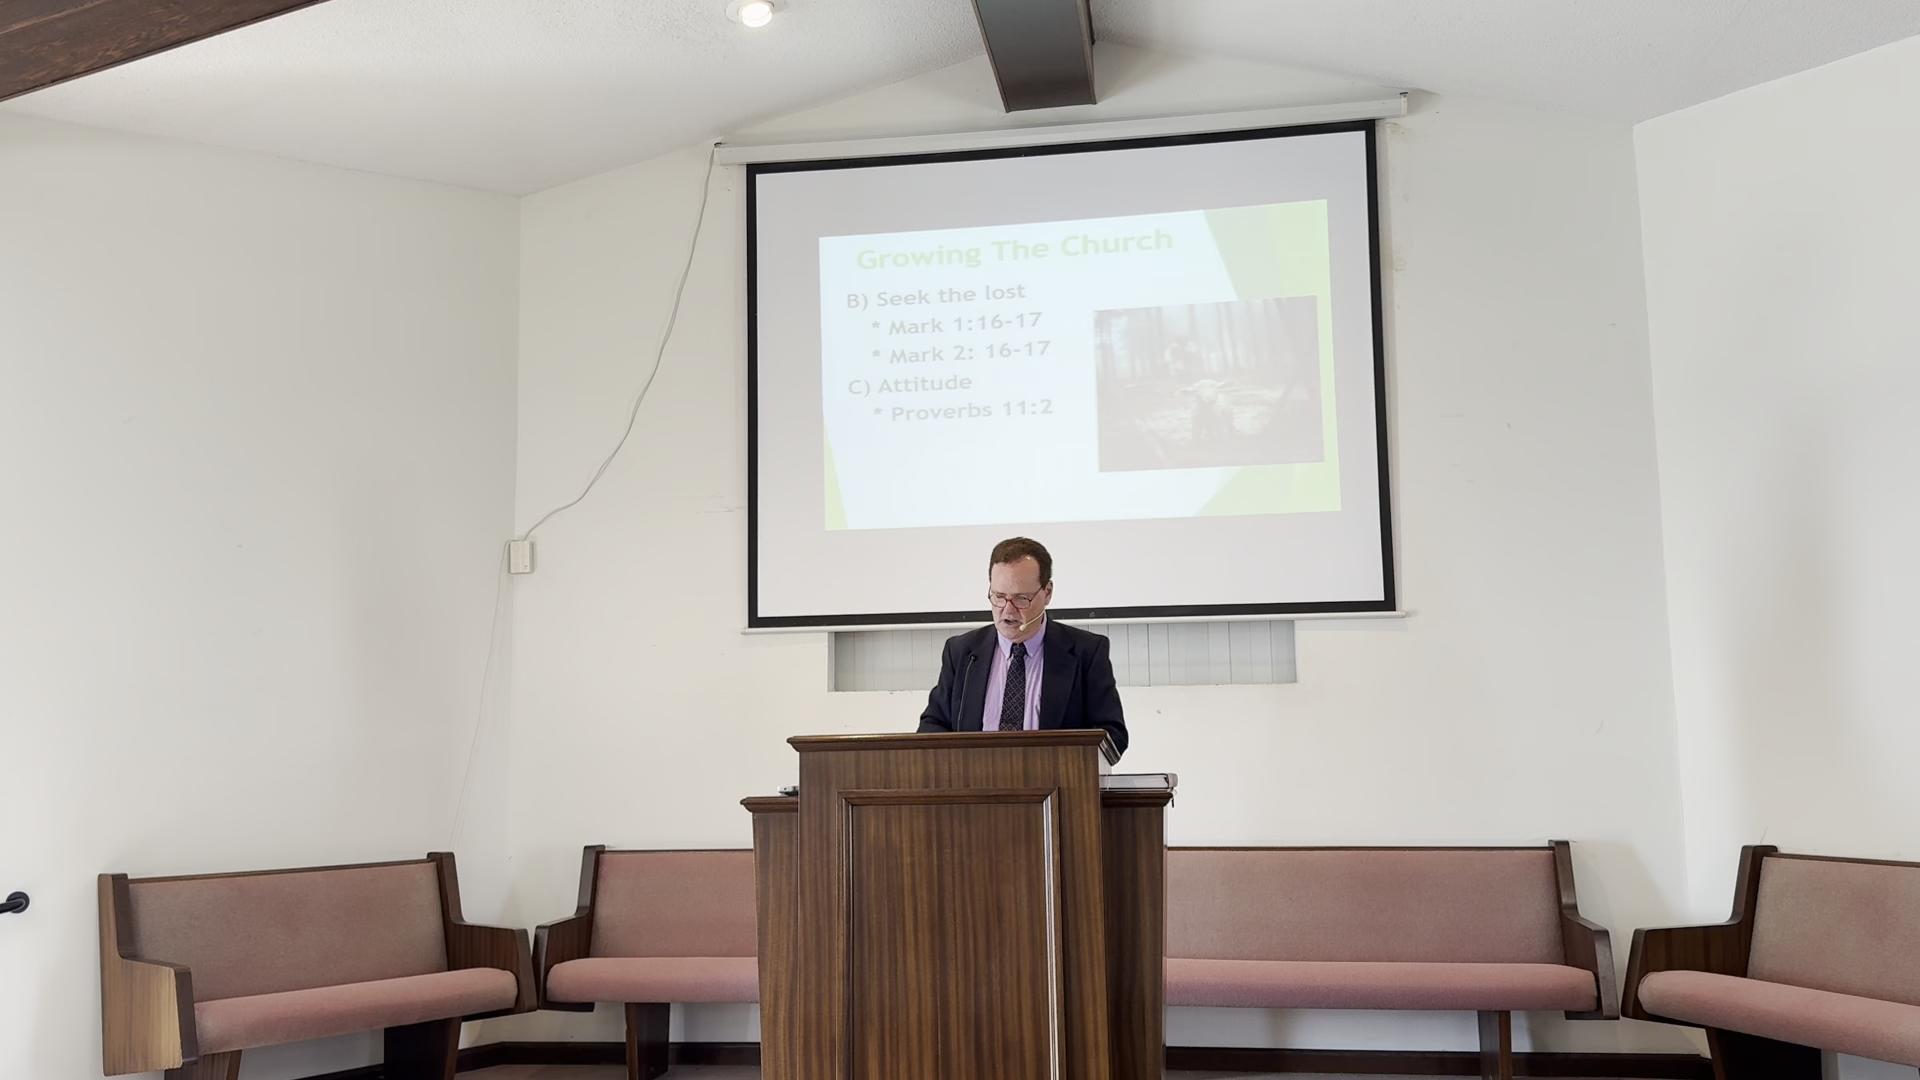 Growing The Church
B) Seek the lost
* Mark 1:16-17
* Mark 2: 16-17
C) Attitude
* Proverbs 11:2